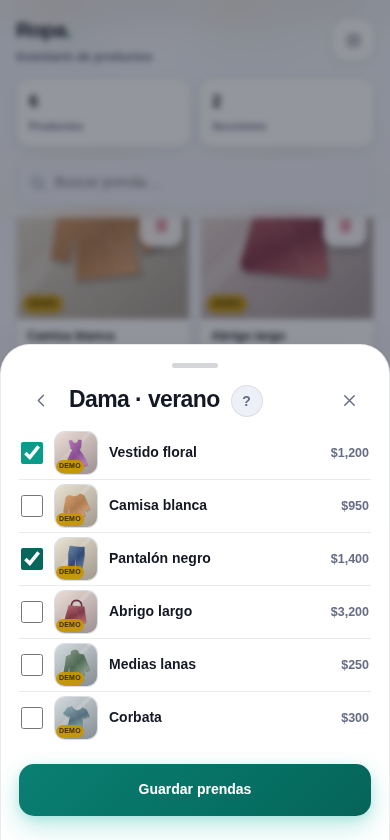 Ropa.
Inventario de productos
6
2
Productos
Buscar prenda...
DEMO
DEMO
Camisa blanca
Abrigo largo
Dama · verano
?
DEMO
Vestido floral
$1,200
DEMO
Camisa blanca
$950
DEMO
Pantalón negro
$1,400
DEMO
Abrigo largo
$3,200
DEMO
Medias lanas
$250
DEMO
Corbata
$300
Guardar prendas